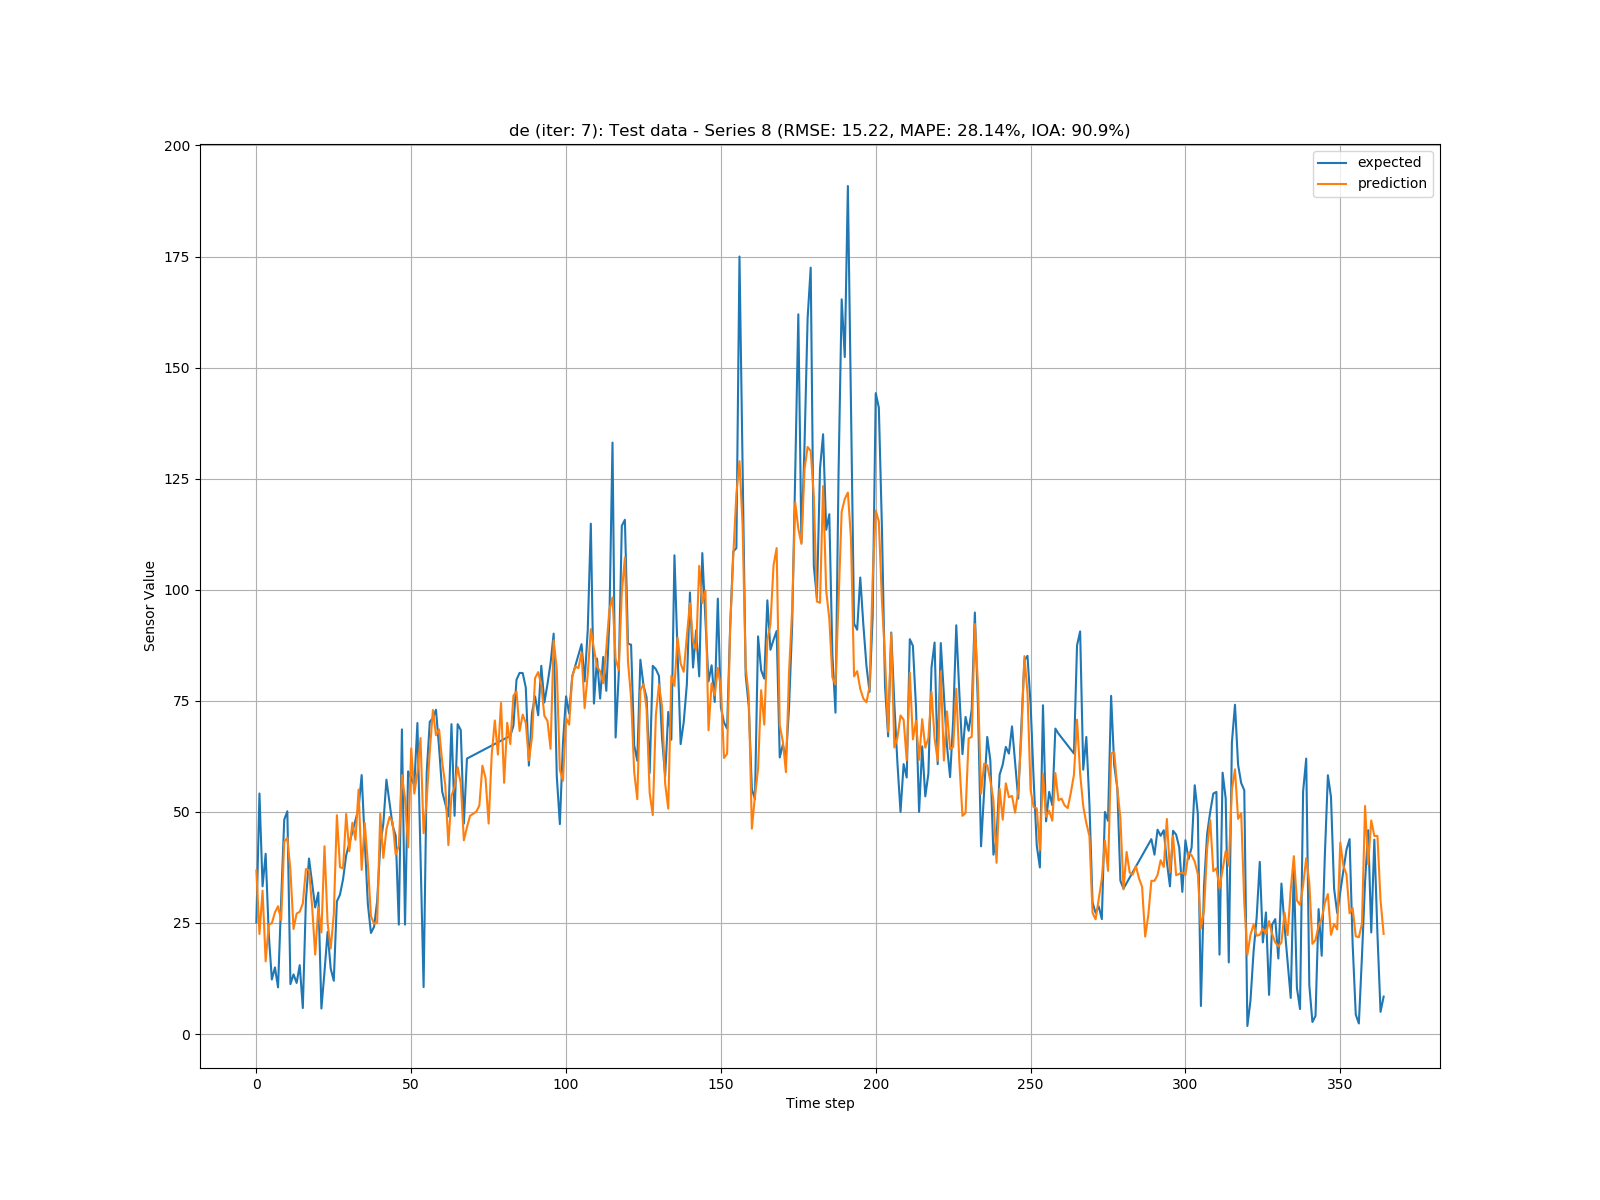 de (iter: 7): Test data - Series 8 (RMSE: 15.22, MAPE: 28.14%, IOA: 90.9%)
expected
prediction
200
175
150
125
100
75
50
25
0
Sensor Value
0 50 100 150 200 250 300 350
Time step